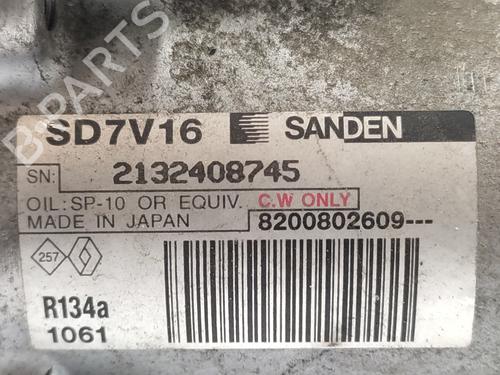 SD7V16 SANDEN
SN: 2132408745
OIL:SP-10 OR EQUIV. C.W ONLY
MADE IN JAPAN 8200802609---
257
R134a
1061
B-PARTS